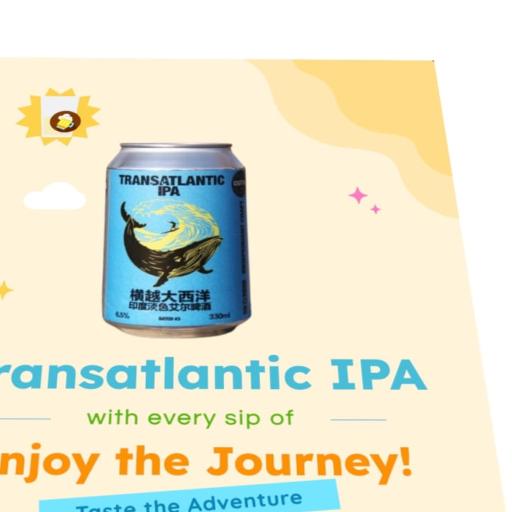 TRANSATLANTIC
IPA
横越大西洋
印度淡色艾尔啤酒
6.5%
330ml
ransatlantic IPA
with every sip of
njoy the Journey!
Taste the Adventure